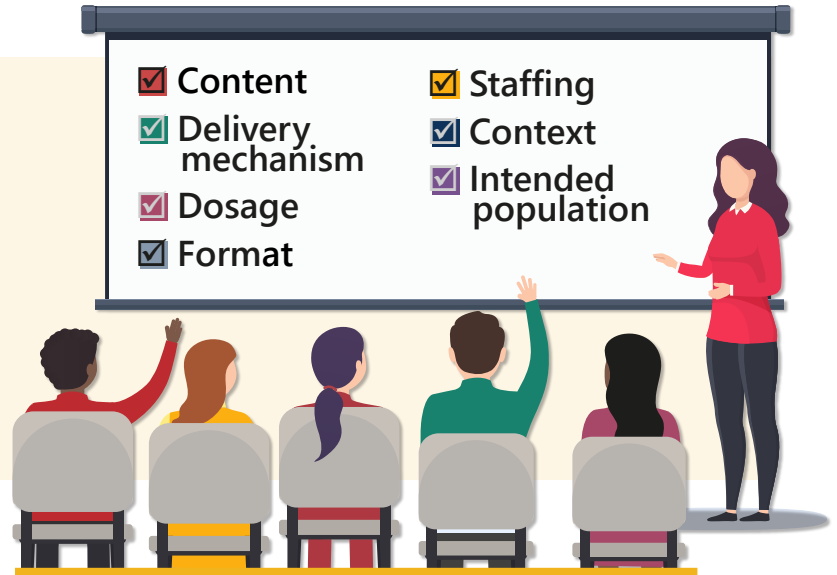 Content
Delivery
mechanism
Dosage
Format
Staffing
Context
Intended
population